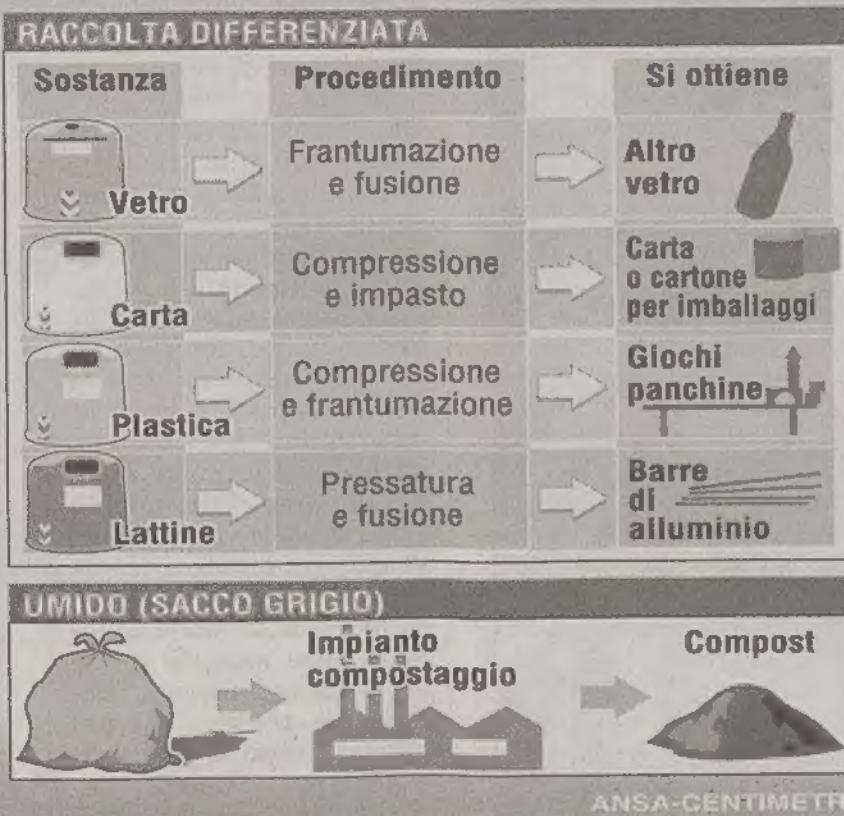 RACCOLTA DIFFERENZIATA
Sostanza
Procedimento
Si ottiene
Vetro
Frantumazione
e fusione
Altro
vetro
Carta
Compressione
e impasto
Carta
o cartone
per imballaggi
Plastica
Compressione
e frantumazione
Giochi
panchine
Lattine
Pressatura
e fusione
Barre
di
alluminio
UMIDO (SACCO GRIGIO)
Impianto
compostaggio
Compost
ANSA-CENTIMETR